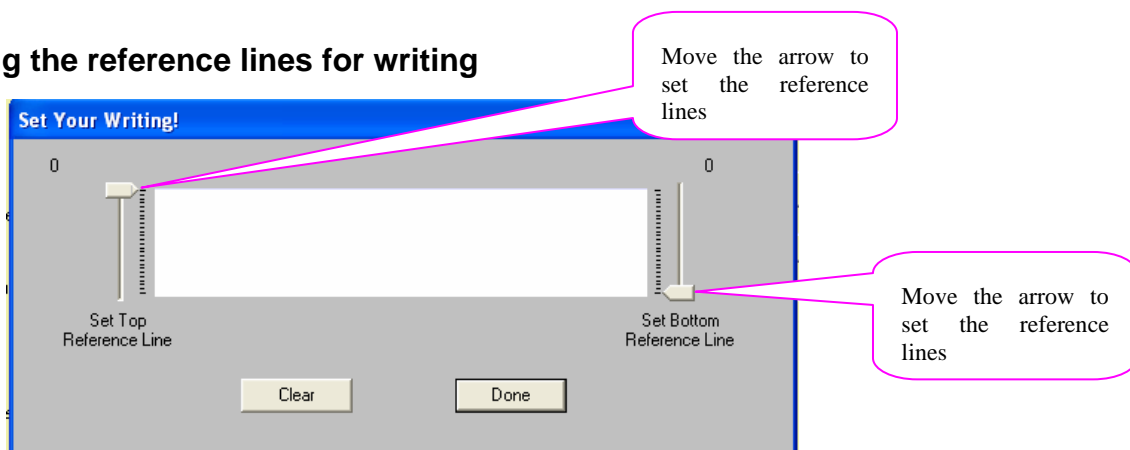 g the reference lines for writing
Move the arrow to
set the reference
lines
Set Your Writing!
0
0
Set Top
Reference Line
Set Bottom
Reference Line
Move the arrow to
set the reference
lines
Clear
Done